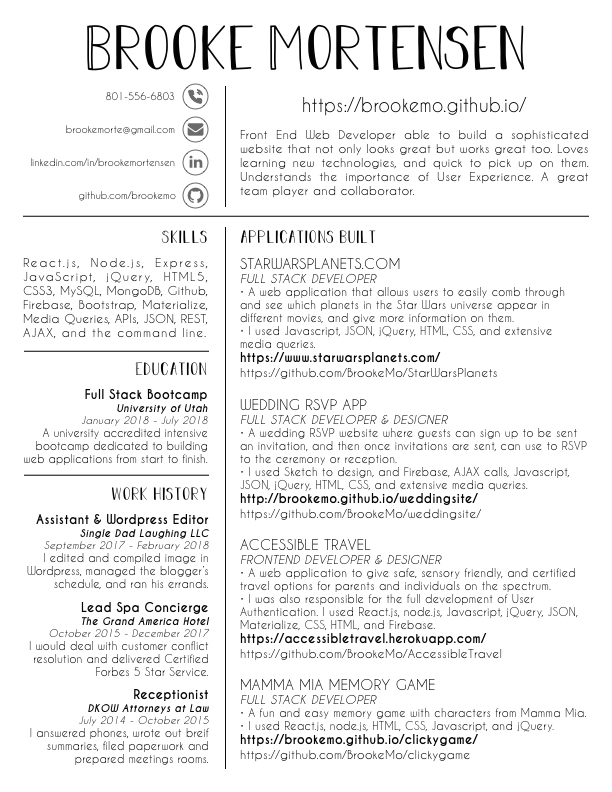 BROOKE MORTENSEN
801-556-6803
brookemorte@gmail.com
linkedin.com/in/brookemortensen
github.com/brookemo
https://brookemo.github.io/
Front End Web Developer able to build a sophisticated
website that not only looks great but works great too. Loves
learning new technologies, and quick to pick up on them.
Understands the importance of User Experience. A great
team player and collaborator.
SKILLS
React.js, Node.js, Express,
JavaScript, jQuery, HTML5,
CSS3, MySQL, MongoDB, Github,
Firebase, Bootstrap, Materialize,
Media Queries, APIs, JSON, REST,
AJAX, and the command line.
EDUCATION
Full Stack Bootcamp
University of Utah
January 2018 - July 2018
A university accredited intensive
bootcamp dedicated to building
web applications from start to finish.
WORK HISTORY
Assistant & Wordpress Editor
Single Dad Laughing LLC
September 2017 - February 2018
I edited and compiled image in
Wordpress, managed the blogger's
schedule, and ran his errands.
Lead Spa Concierge
The Grand America Hotel
October 2015 - December 2017
I would deal with customer conflict
resolution and delivered Certified
Forbes 5 Star Service.
Receptionist
DKOW Attorneys at Law
July 2014 - October 2015
I answered phones, wrote out breif
summaries, filed paperwork and
prepared meetings rooms.
APPLICATIONS BUILT
STARWARSPLANETS.COM
FULL STACK DEVELOPER
• A web application that allows users to easily comb through
and see which planets in the Star Wars universe appear in
different movies, and give more information on them.
• I used Javascript, JSON, jQuery, HTML, CSS, and extensive
media queries.
https://www.starwarsplanets.com/
https://github.com/BrookeMo/StarWarsPlanets
WEDDING RSVP APP
FULL STACK DEVELOPER & DESIGNER
• A wedding RSVP website where guests can sign up to be sent
an invitation, and then once invitations are sent, can use to RSVP
to the ceremony or reception.
• I used Sketch to design, and Firebase, AJAX calls, Javascript,
JSON, jQuery, HTML, CSS, and extensive media queries.
http://brookemo.github.io/weddingsite/
https://github.com/BrookeMo/weddingsite/
ACCESSIBLE TRAVEL
FRONTEND DEVELOPER & DESIGNER
• A web application to give safe, sensory friendly, and certified
travel options for parents and individuals on the spectrum.
• I was also responsible for the full development of User
Authentication. I used React.js, node.js, Javascript, jQuery, JSON,
Materialize, CSS, HTML, and Firebase.
https://accessibletravel.herokuapp.com/
https://github.com/BrookeMo/AccessibleTravel
MAMMA MIA MEMORY GAME
FULL STACK DEVELOPER
• A fun and easy memory game with characters from Mamma Mia.
• I used React.js, node.js, HTML, CSS, Javascript, and jQuery.
https://brookemo.github.io/clickygame/
https://github.com/BrookeMo/clickygame